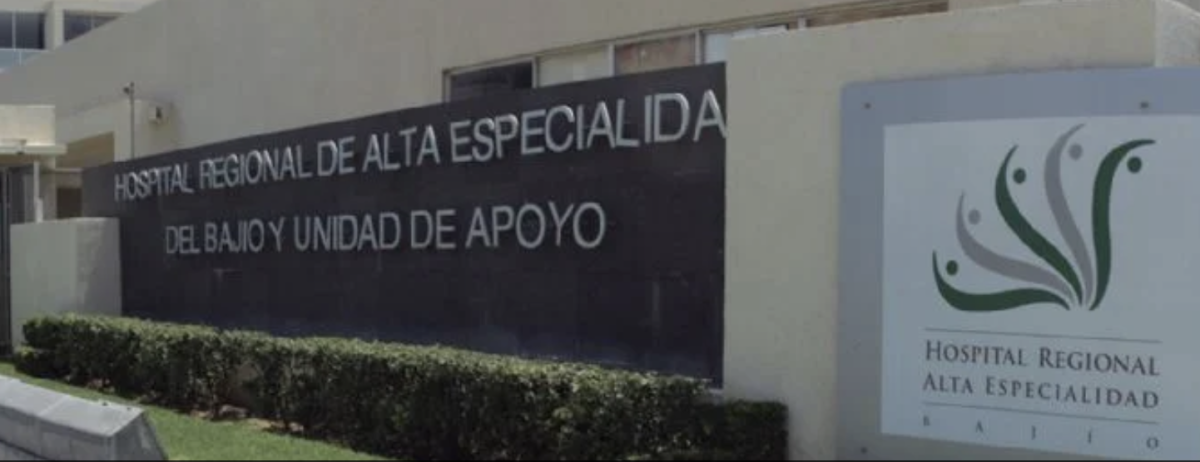 HOSPITAL REGIONAL DE ALTA ESPECIALIDA
DEL BAJIO Y UNIDAD DE APOYO
HOSPITAL REGIONAL
ALTA ESPECIALIDAD
BAJÍO